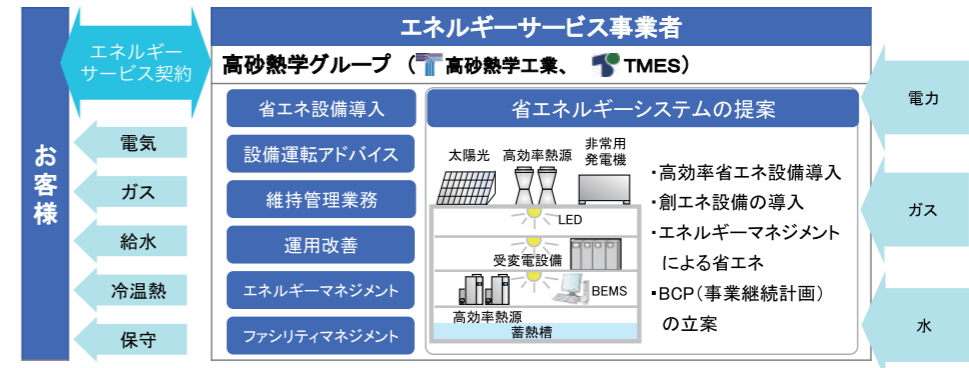 エネルギーサービス事業者
エネルギー
サービス契約
高砂熱学グループ (高砂熱学工業、 TMES)
お客様
電気
ガス
給水
冷温熱
保守
省エネ設備導入
設備運転アドバイス
維持管理業務
運用改善
エネルギーマネジメント
ファシリティマネジメント
省エネルギーシステムの提案
太陽光
高効率熱源
非常用
発電機
LED
受変電設備
BEMS
高効率熱源
蓄熱槽
・高効率省エネ設備導入
・創エネ設備の導入
・エネルギーマネジメント
による省エネ
・BCP(事業継続計画)
の立案
電力
ガス
水